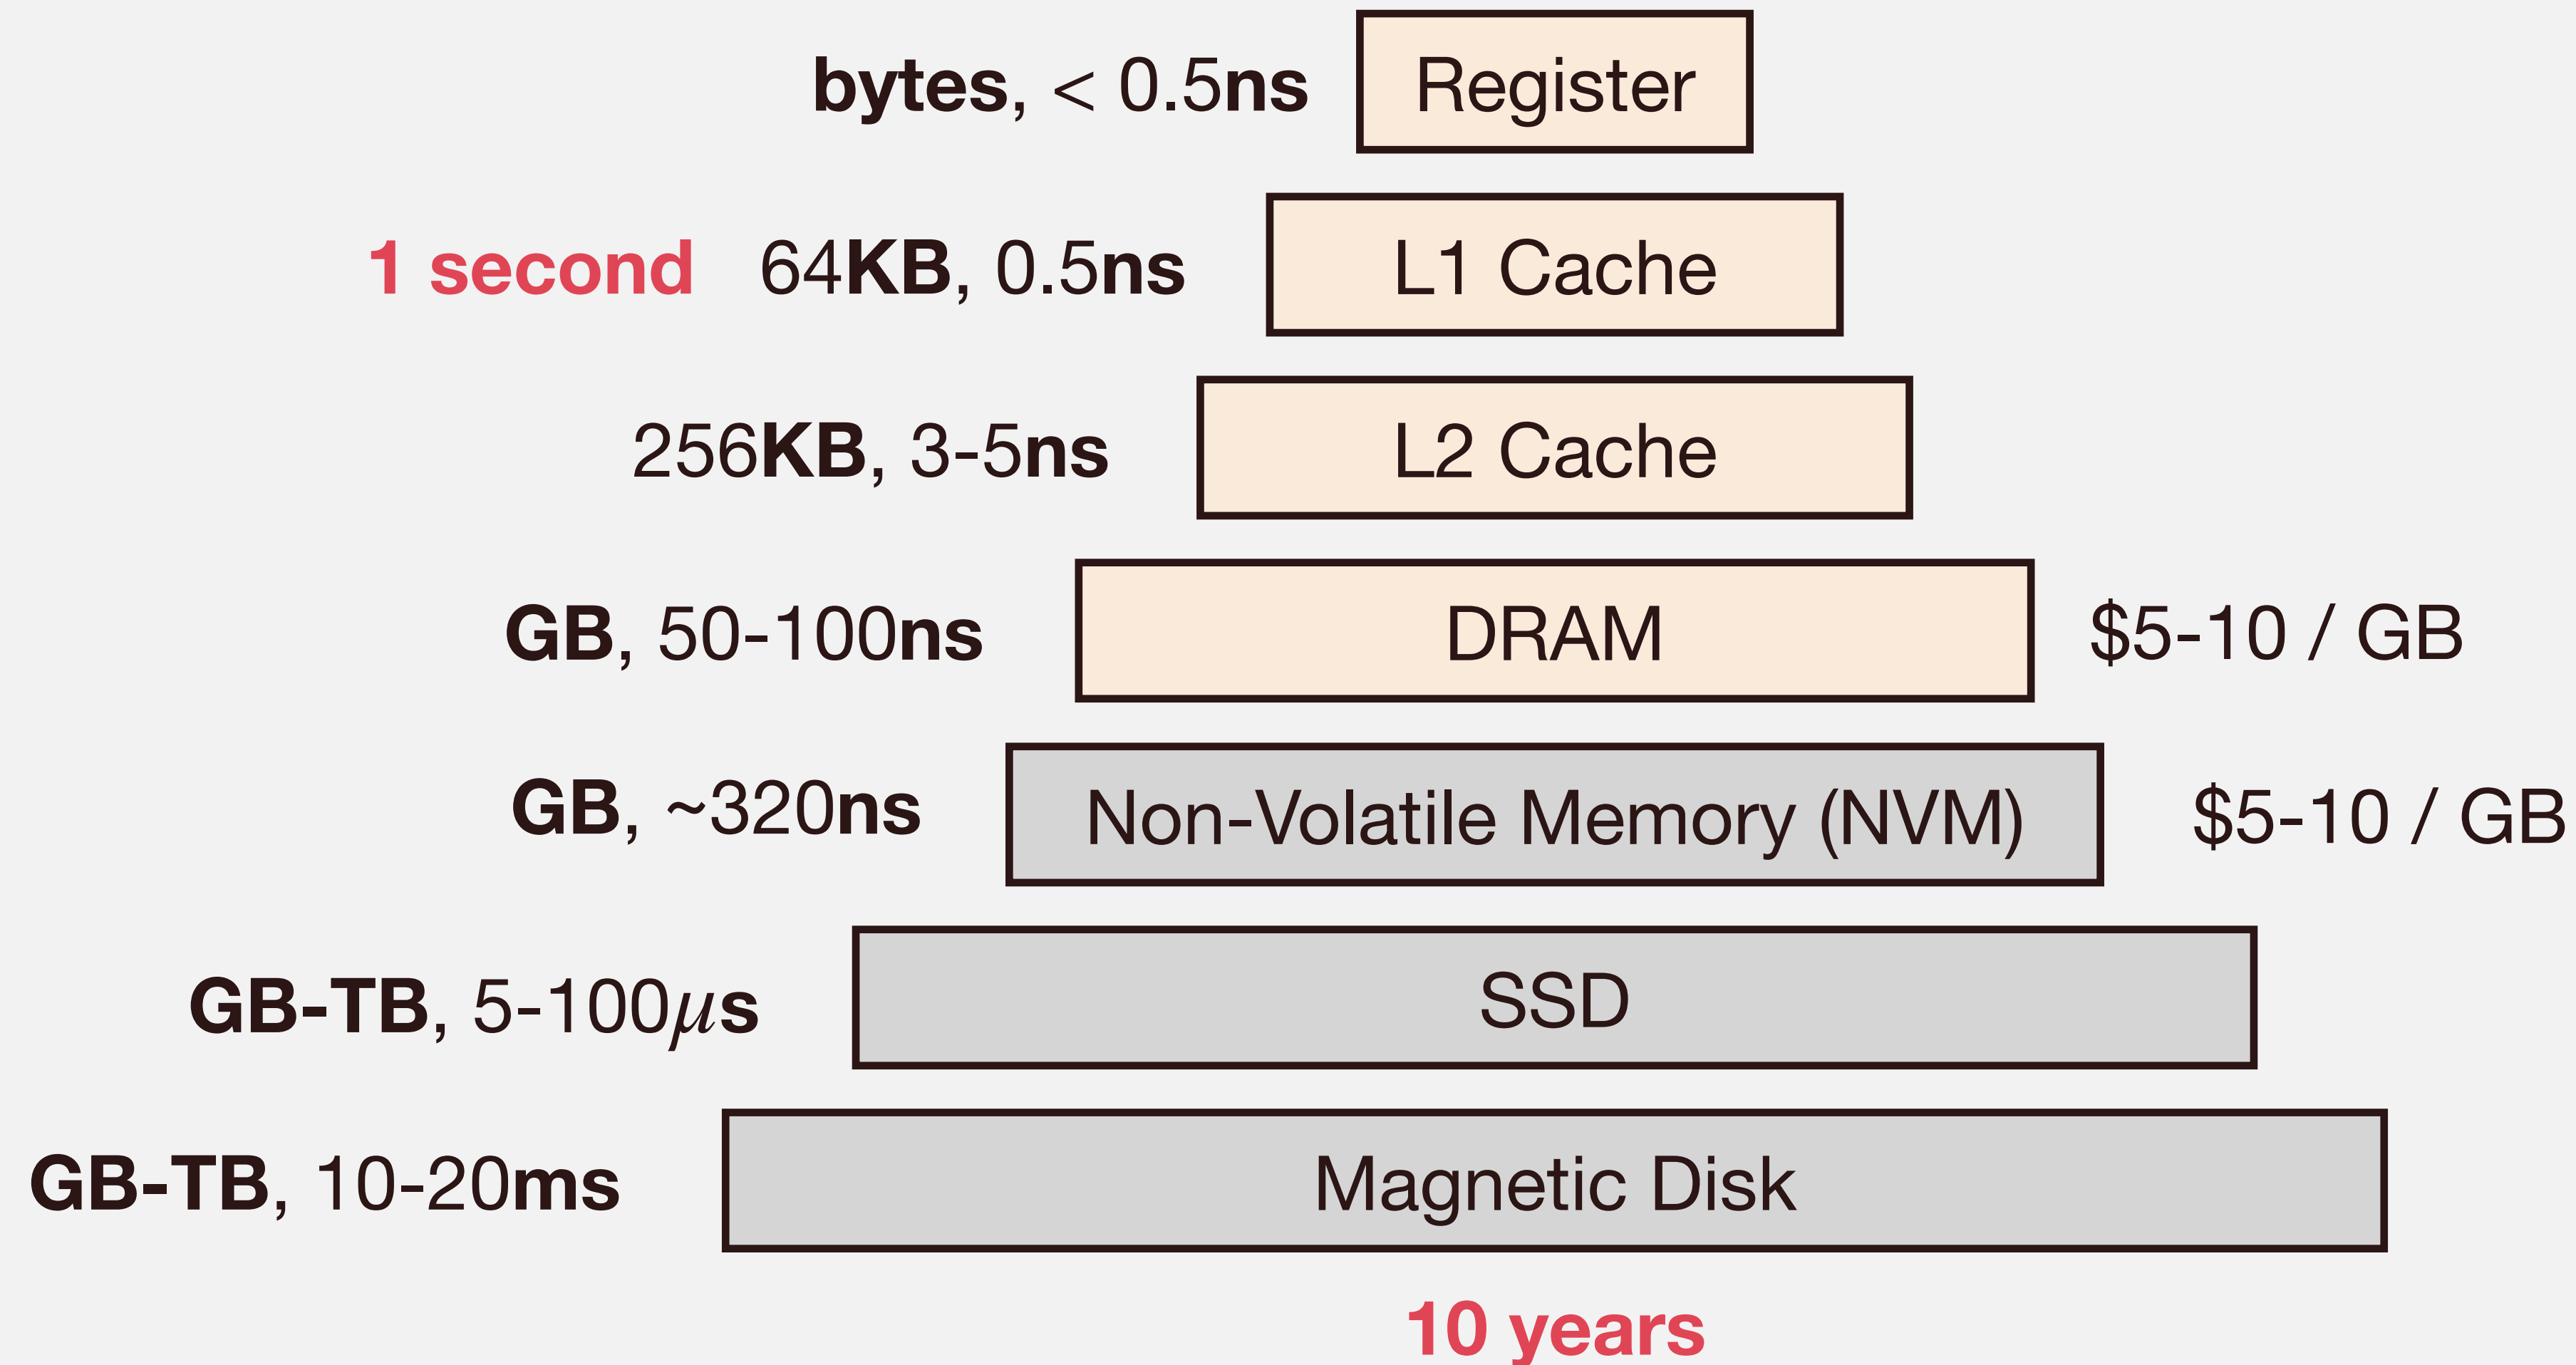 bytes, < 0.5ns Register
1 second 64KB, 0.5ns L1 Cache
256KB, 3-5ns L2 Cache
GB, 50-100ns DRAM $5-10 / GB
GB, ~320ns Non-Volatile Memory (NVM) $5-10 / GB
GB-TB, 5-100μs SSD
GB-TB, 10-20ms Magnetic Disk
10 years